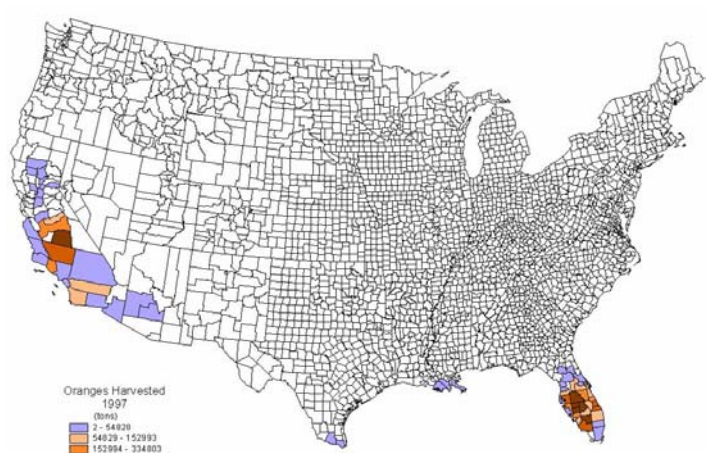 Oranges Harvested
1997
(tons)
2 - 54828
54829 - 152993
152994 - 334803